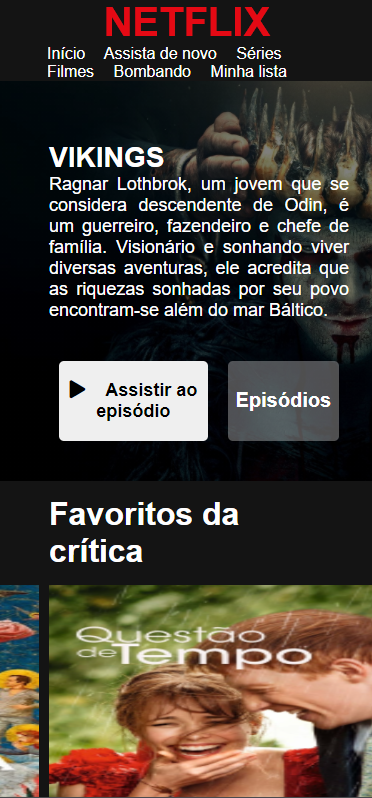 NETFLIX
Início Assista de novo Séries
Filmes Bombando Minha lista
VIKINGS
Ragnar Lothbrok, um jovem que se
considera descendente de Odin, é
um guerreiro, fazendeiro e chefe de
família. Visionário e sonhando viver
diversas aventuras, ele acredita que
as riquezas sonhadas por seu povo
encontram-se além do mar Báltico.
Assistir ao
episódio
Episódios
Favoritos da
crítica
Questão
de Tempo